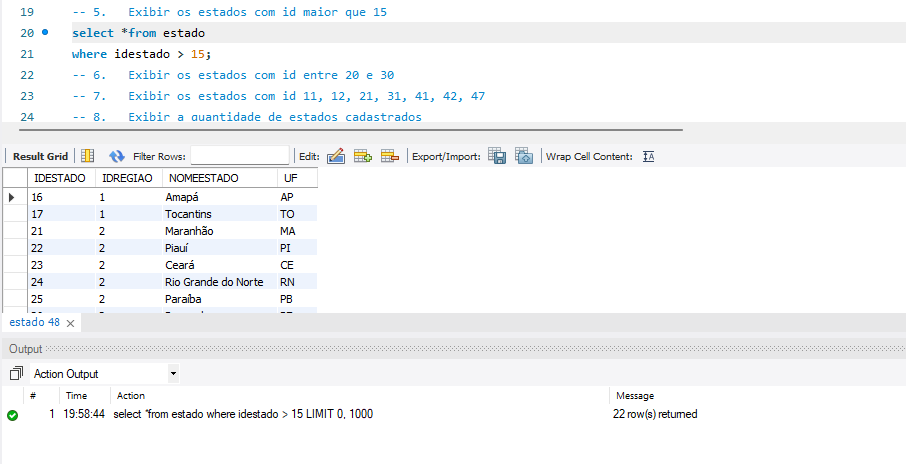 19 -- 5. Exibir os estados com id maior que 15
20 select *from estado
21 where idestado > 15;
22 -- 6. Exibir os estados com id entre 20 e 30
23 -- 7. Exibir os estados com id 11, 12, 21, 31, 41, 42, 47
24 -- 8. Exibir a quantidade de estados cadastrados
Result Grid Filter Rows: Edit: Export/Import: Wrap Cell Content:
IDESTADO IDREGIAO NOMEESTADO UF
16 1 Amapá AP
17 1 Tocantins TO
21 2 Maranhão MA
22 2 Piauí PI
23 2 Ceará CE
24 2 Rio Grande do Norte RN
25 2 Paraíba PB
estado 48
Output
Action Output
# Time Action Message
1 19:58:44 select *from estado where idestado > 15 LIMIT 0, 1000 22 row(s) returned